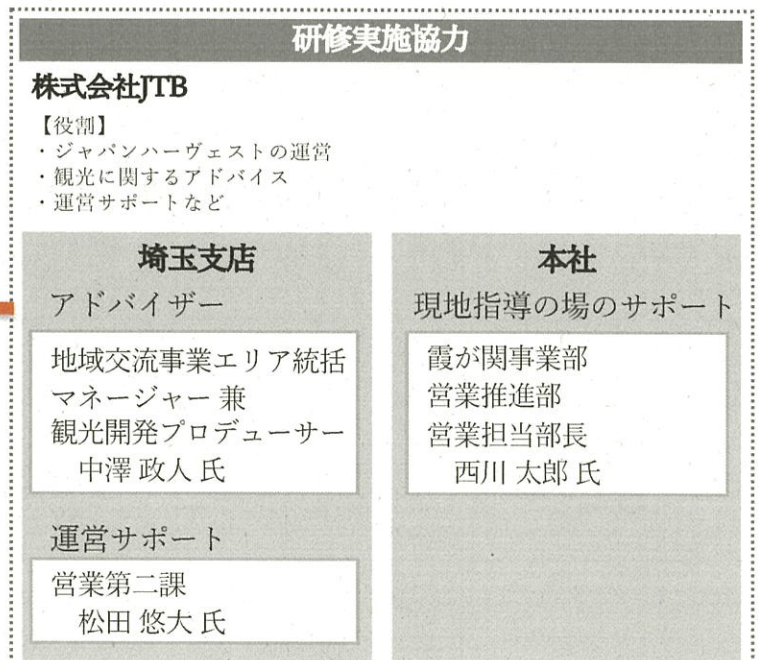 研修実施協力
株式会社JTB
【役割】
・ジャパンハーヴェストの運営
・観光に関するアドバイス
・運営サポートなど
埼玉支店
アドバイザー
地域交流事業エリア統括
マネージャー 兼
観光開発プロデューサー
中澤 政人 氏
運営サポート
営業第二課
松田 悠大 氏
本社
現地指導の場のサポート
霞が関事業部
営業推進部
営業担当部長
西川 太郎 氏